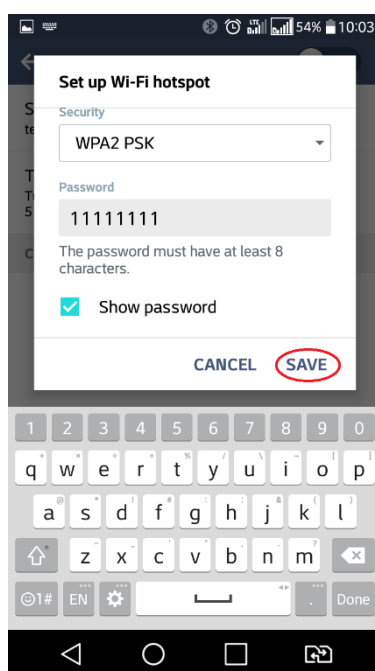 54% 10:03
Set up Wi-Fi hotspot
Security
WPA2 PSK
Password
11111111
The password must have at least 8
characters.
Show password
CANCEL SAVE
1 2 3 4 5 6 7 8 9 0
q w e r t y u i o p
a s d f g h j k l
z x c v b n m
1# EN .
Done